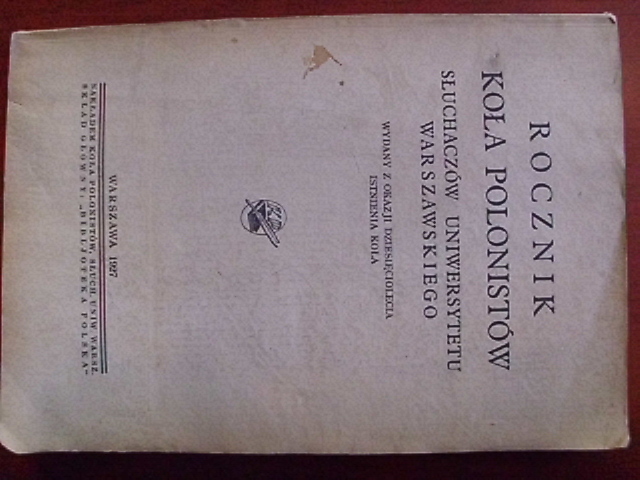 ROCZNIK
KOŁA POLONISTÓW
SŁUCHACZÓW UNIWERSYTETU
WARSZAWSKIEGO
WYDANY Z OKAZJI DZIESIĘCIOLECIA
ISTNIENIA KOŁA
WARSZAWA 1927
NAKŁADEM KOŁA POLONISTÓW, SŁUCH. UNIW. WARSZ.
SKŁAD GŁÓWNY: „BIBLJOTEKA POLSKA“